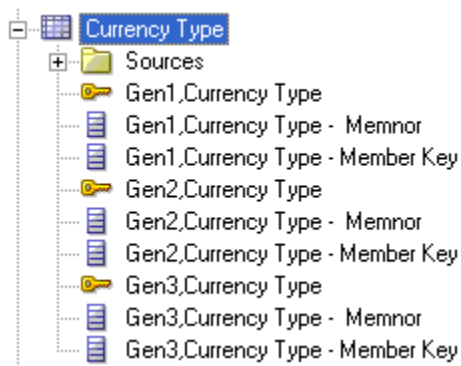 Currency Type
Sources
Gen1,Currency Type
Gen1,Currency Type - Memnor
Gen1,Currency Type - Member Key
Gen2,Currency Type
Gen2,Currency Type - Memnor
Gen2,Currency Type - Member Key
Gen3,Currency Type
Gen3,Currency Type - Memnor
Gen3,Currency Type - Member Key